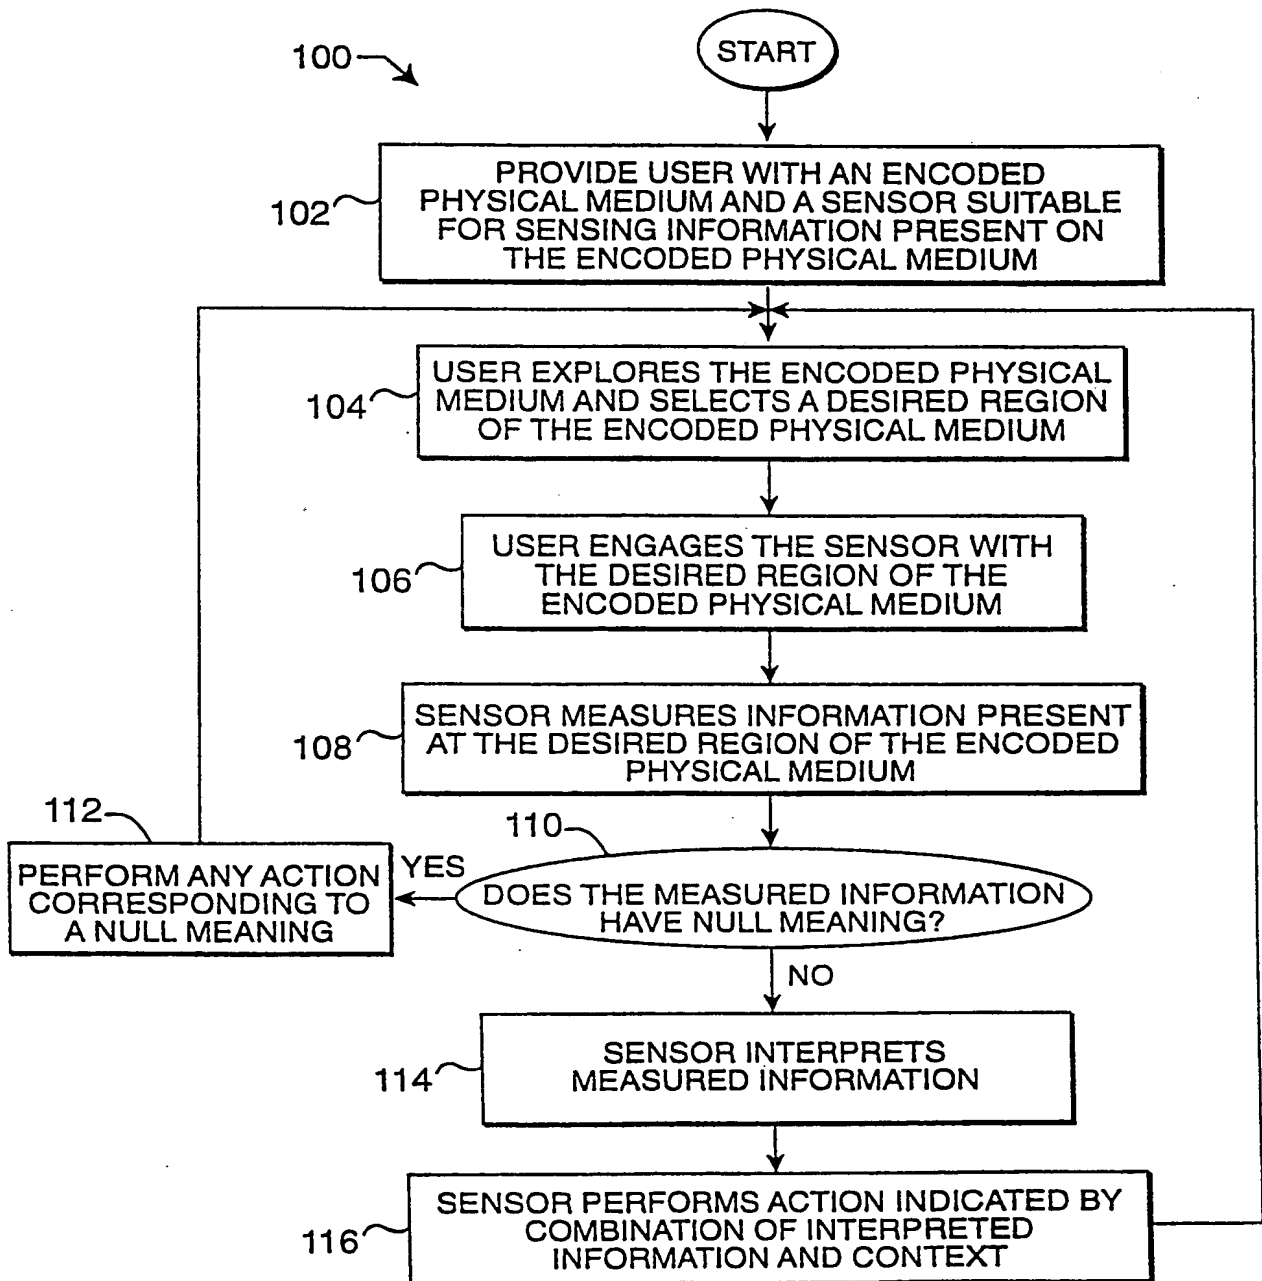 START
100
PROVIDE USER WITH AN ENCODED
PHYSICAL MEDIUM AND A SENSOR SUITABLE
FOR SENSING INFORMATION PRESENT ON
THE ENCODED PHYSICAL MEDIUM
102
USER EXPLORES THE ENCODED PHYSICAL
MEDIUM AND SELECTS A DESIRED REGION
OF THE ENCODED PHYSICAL MEDIUM
104
USER ENGAGES THE SENSOR WITH
THE DESIRED REGION OF THE
ENCODED PHYSICAL MEDIUM
106
SENSOR MEASURES INFORMATION PRESENT
AT THE DESIRED REGION OF THE ENCODED
PHYSICAL MEDIUM
108
110
DOES THE MEASURED INFORMATION
HAVE NULL MEANING?
YES
112
PERFORM ANY ACTION
CORRESPONDING TO
A NULL MEANING
NO
SENSOR INTERPRETS
MEASURED INFORMATION
114
SENSOR PERFORMS ACTION INDICATED BY
COMBINATION OF INTERPRETED
INFORMATION AND CONTEXT
116